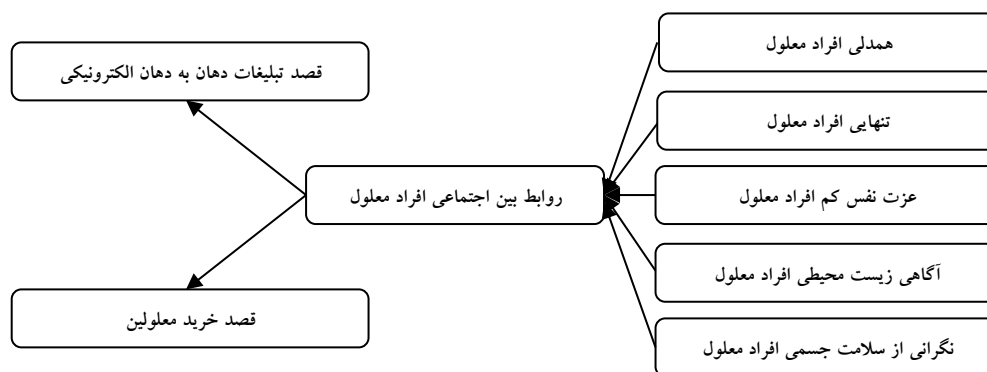 همدلی افراد معلول
تنهایی افراد معلول
عزت نفس کم افراد معلول
آگاهی زیست محیطی افراد معلول
نگرانی از سلامت جسمی افراد معلول
روابط بین اجتماعی افراد معلول
قصد تبلیغات دهان به دهان الکترونیکی
قصد خرید معلولین